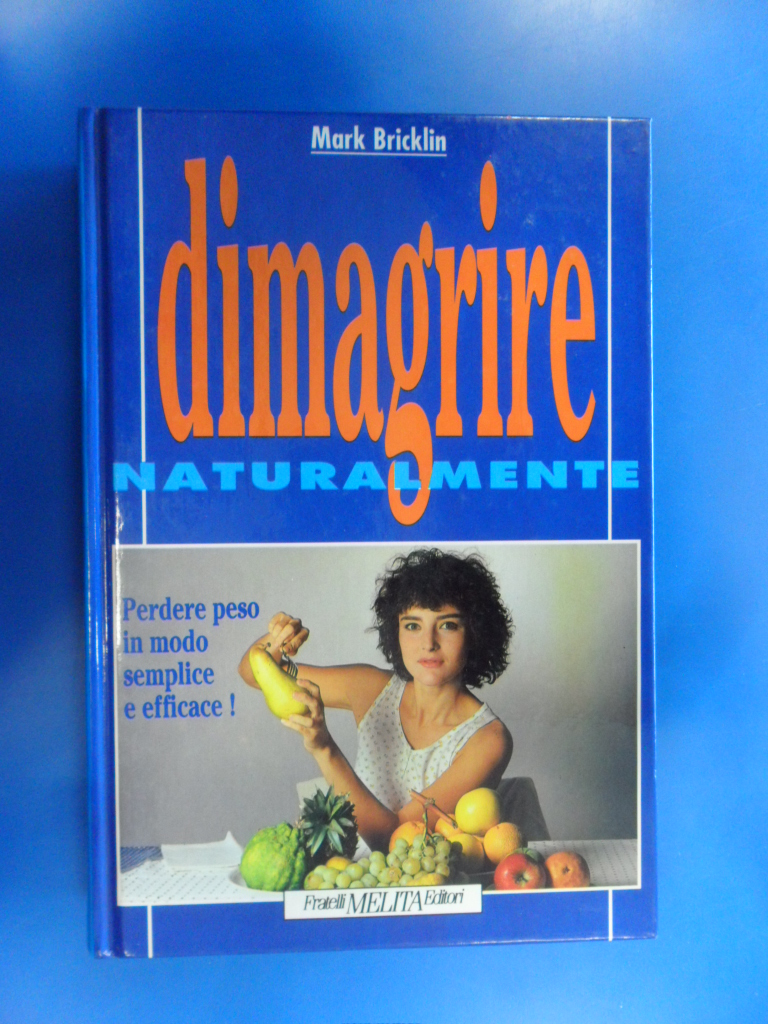 Mark Bricklin
dimagrire
NATURALMENTE
Perdere peso
in modo
semplice
e efficace !
Fratelli MELITA Editori